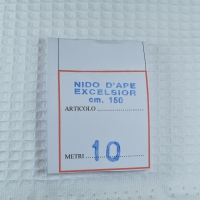 NIDO D'APE
EXCELSIOR
cm. 150
ARTICOLO ....................
METRI 10 ..........